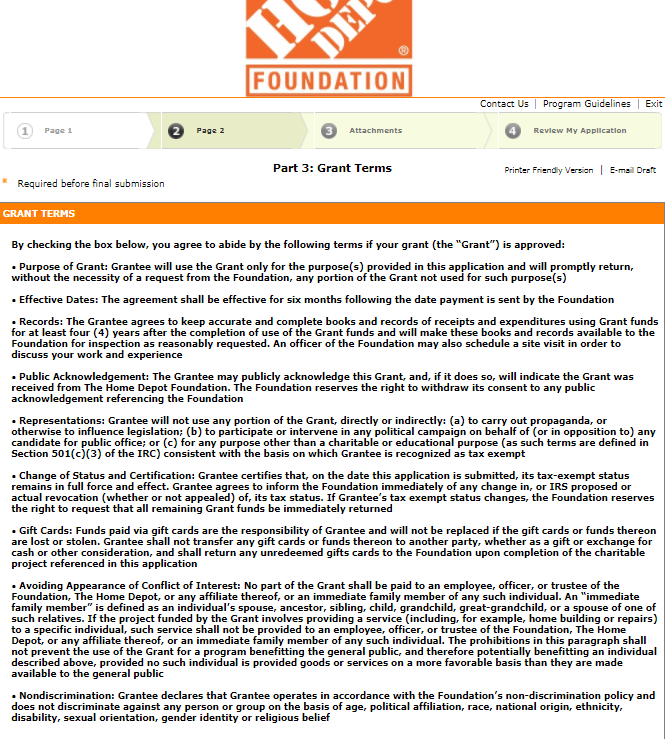 HOME
DEPOT
®
FOUNDATION
Contact Us | Program Guidelines | Exit
1 Page 1 2 Page 2 3 Attachments 4 Review My Application
Part 3: Grant Terms
Printer Friendly Version | E-mail Draft
* Required before final submission
GRANT TERMS
By checking the box below, you agree to abide by the following terms if your grant (the “Grant”) is approved:
• Purpose of Grant: Grantee will use the Grant only for the purpose(s) provided in this application and will promptly return,
without the necessity of a request from the Foundation, any portion of the Grant not used for such purpose(s)
• Effective Dates: The agreement shall be effective for six months following the date payment is sent by the Foundation
• Records: The Grantee agrees to keep accurate and complete books and records of receipts and expenditures using Grant funds
for at least four (4) years after the completion of use of the Grant funds and will make these books and records available to the
Foundation for inspection as reasonably requested. An officer of the Foundation may also schedule a site visit in order to
discuss your work and experience
• Public Acknowledgement: The Grantee may publicly acknowledge this Grant, and, if it does so, will indicate the Grant was
received from The Home Depot Foundation. The Foundation reserves the right to withdraw its consent to any public
acknowledgement referencing the Foundation
• Representations: Grantee will not use any portion of the Grant, directly or indirectly: (a) to carry out propaganda, or
otherwise to influence legislation; (b) to participate or intervene in any political campaign on behalf of (or in opposition to) any
candidate for public office; or (c) for any purpose other than a charitable or educational purpose (as such terms are defined in
Section 501(c)(3) of the IRC) consistent with the basis on which Grantee is recognized as tax exempt
• Change of Status and Certification: Grantee certifies that, on the date this application is submitted, its tax-exempt status
remains in full force and effect. Grantee agrees to inform the Foundation immediately of any change in, or IRS proposed or
actual revocation (whether or not appealed) of, its tax status. If Grantee’s tax exempt status changes, the Foundation reserves
the right to request that all remaining Grant funds be immediately returned
• Gift Cards: Funds paid via gift cards are the responsibility of Grantee and will not be replaced if the gift cards or funds thereon
are lost or stolen. Grantee shall not transfer any gift cards or funds thereon to another party, whether as a gift or exchange for
cash or other consideration, and shall return any unredeemed gifts cards to the Foundation upon completion of the charitable
project referenced in this application
• Avoiding Appearance of Conflict of Interest: No part of the Grant shall be paid to an employee, officer, or trustee of the
Foundation, The Home Depot, or any affiliate thereof, or an immediate family member of any such individual. An “immediate
family member” is defined as an individual’s spouse, ancestor, sibling, child, grandchild, great-grandchild, or a spouse of one of
such relatives. If the project funded by the Grant involves providing a service (including, for example, home building or repairs)
to a specific individual, such service shall not be provided to an employee, officer, or trustee of the Foundation, The Home
Depot, or any affiliate thereof, or an immediate family member of any such individual. The prohibitions in this paragraph shall
not prevent the use of the Grant for a program benefitting the general public, and therefore potentially benefitting an individual
described above, provided no such individual is provided goods or services on a more favorable basis than they are made
available to the general public
• Nondiscrimination: Grantee declares that Grantee operates in accordance with the Foundation’s non-discrimination policy and
does not discriminate against any person or group on the basis of age, political affiliation, race, national origin, ethnicity,
disability, sexual orientation, gender identity or religious belief